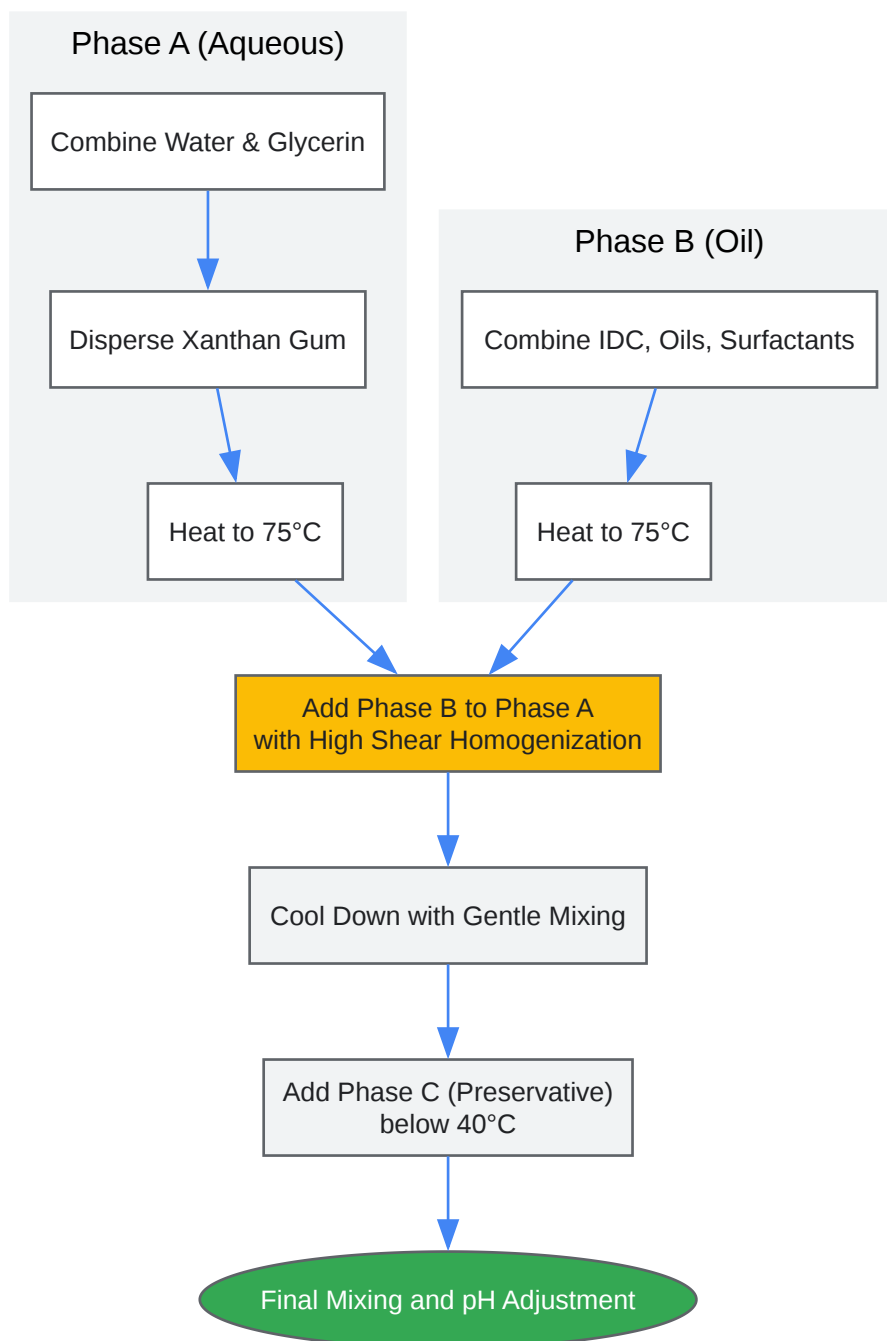 Phase A (Aqueous)
Combine Water & Glycerin
Disperse Xanthan Gum
Heat to 75°C
Phase B (Oil)
Combine IDC, Oils, Surfactants
Heat to 75°C
Add Phase B to Phase A
with High Shear Homogenization
Cool Down with Gentle Mixing
Add Phase C (Preservative)
below 40°C
Final Mixing and pH Adjustment